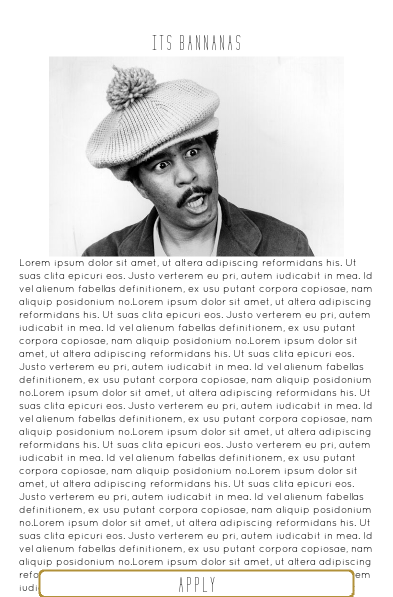 ITS BANNANAS
Lorem ipsum dolor sit amet, ut altera adipiscing reformidans his. Ut
suas clita epicuri eos. Justo verterem eu pri, autem iudicabit in mea. Id
vel alienum fabellas definitionem, ex usu putant corpora copiosae, nam
aliquip posidonium no.Lorem ipsum dolor sit amet, ut altera adipiscing
reformidans his. Ut suas clita epicuri eos. Justo verterem eu pri, autem
iudicabit in mea. Id vel alienum fabellas definitionem, ex usu putant
corpora copiosae, nam aliquip posidonium no.Lorem ipsum dolor sit
amet, ut altera adipiscing reformidans his. Ut suas clita epicuri eos.
Justo verterem eu pri, autem iudicabit in mea. Id vel alienum fabellas
definitionem, ex usu putant corpora copiosae, nam aliquip posidonium
no.Lorem ipsum dolor sit amet, ut altera adipiscing reformidans his. Ut
suas clita epicuri eos. Justo verterem eu pri, autem iudicabit in mea. Id
vel alienum fabellas definitionem, ex usu putant corpora copiosae, nam
aliquip posidonium no.Lorem ipsum dolor sit amet, ut altera adipiscing
reformidans his. Ut suas clita epicuri eos. Justo verterem eu pri, autem
iudicabit in mea. Id vel alienum fabellas definitionem, ex usu putant
corpora copiosae, nam aliquip posidonium no.Lorem ipsum dolor sit
amet, ut altera adipiscing reformidans his. Ut suas clita epicuri eos.
Justo verterem eu pri, autem iudicabit in mea. Id vel alienum fabellas
definitionem, ex usu putant corpora copiosae, nam aliquip posidonium
no.Lorem ipsum dolor sit amet, ut altera adipiscing reformidans his. Ut
suas clita epicuri eos. Justo verterem eu pri, autem iudicabit in mea. Id
vel alienum fabellas definitionem, ex usu putant corpora copiosae, nam
aliquip posidonium no.Lorem ipsum dolor sit amet, ut altera adipiscing
APPLY